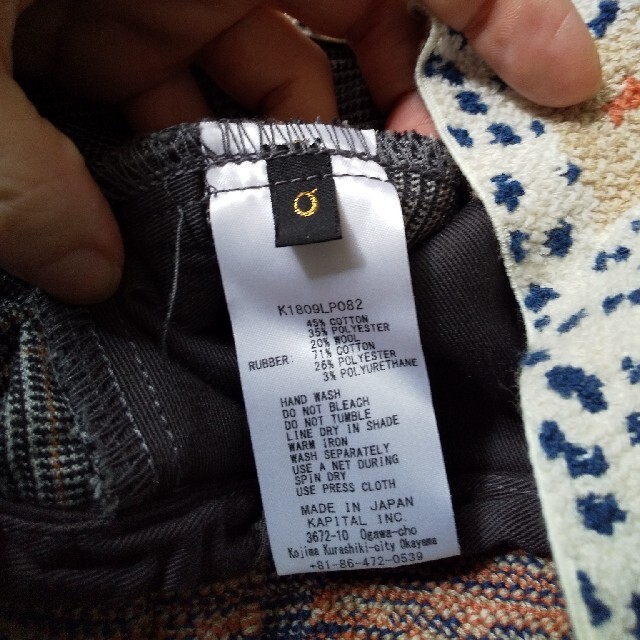 K1809LP082
45% COTTON
35% POLYESTER
20% WOOL
RUBBER: 71% COTTON
26% POLYESTER
3% POLYURETHANE
HAND WASH
DO NOT BLEACH
DO NOT TUMBLE
LINE DRY IN SHADE
WARM IRON
WASH SEPARATELY
USE A NET DURING
SPIN DRY
USE PRESS CLOTH
MADE IN JAPAN
KAPITAL INC.
3672-10 Ogawa-cho
Kojima Kurashiki-city Okayama
+81-86-472-0539